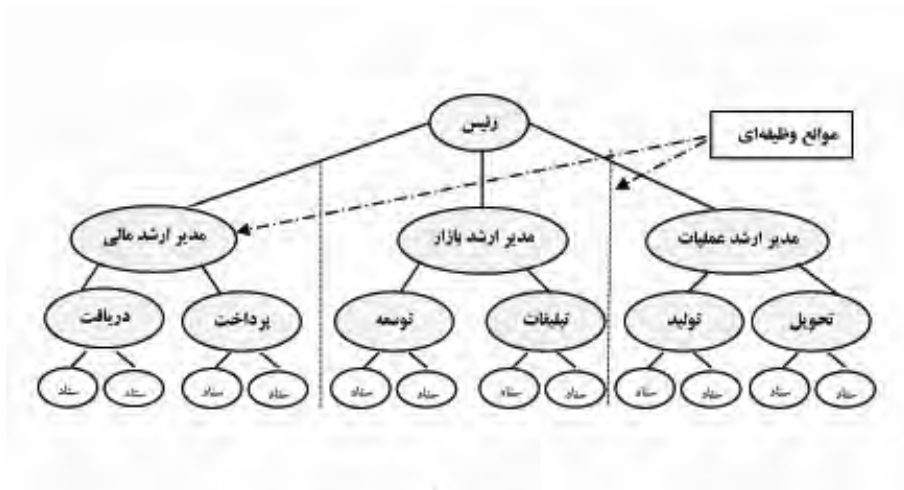 رئیس
موانع وظیفه‌ای
مدیر ارشد عملیات
مدیر ارشد بازار
مدیر ارشد مالی
تحویل
تولید
تبلیغات
توسعه
پرداخت
دریافت
ستاد
ستاد
ستاد
ستاد
ستاد
ستاد
ستاد
ستاد
ستاد
ستاد
ستاد
ستاد